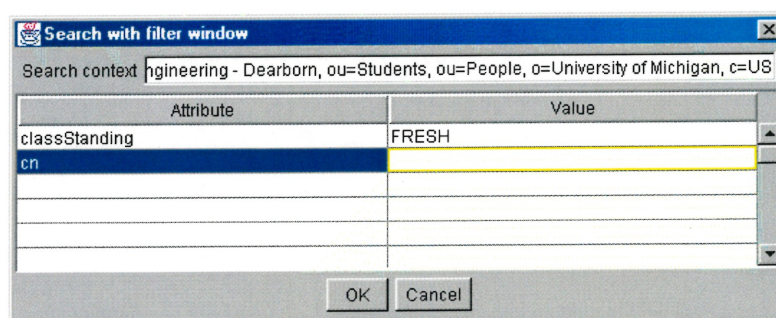 Search with filter window
Search context ngineering - Dearborn, ou=Students, ou=People, o=University of Michigan, c=US
Attribute Value
classStanding FRESH
cn
OK Cancel